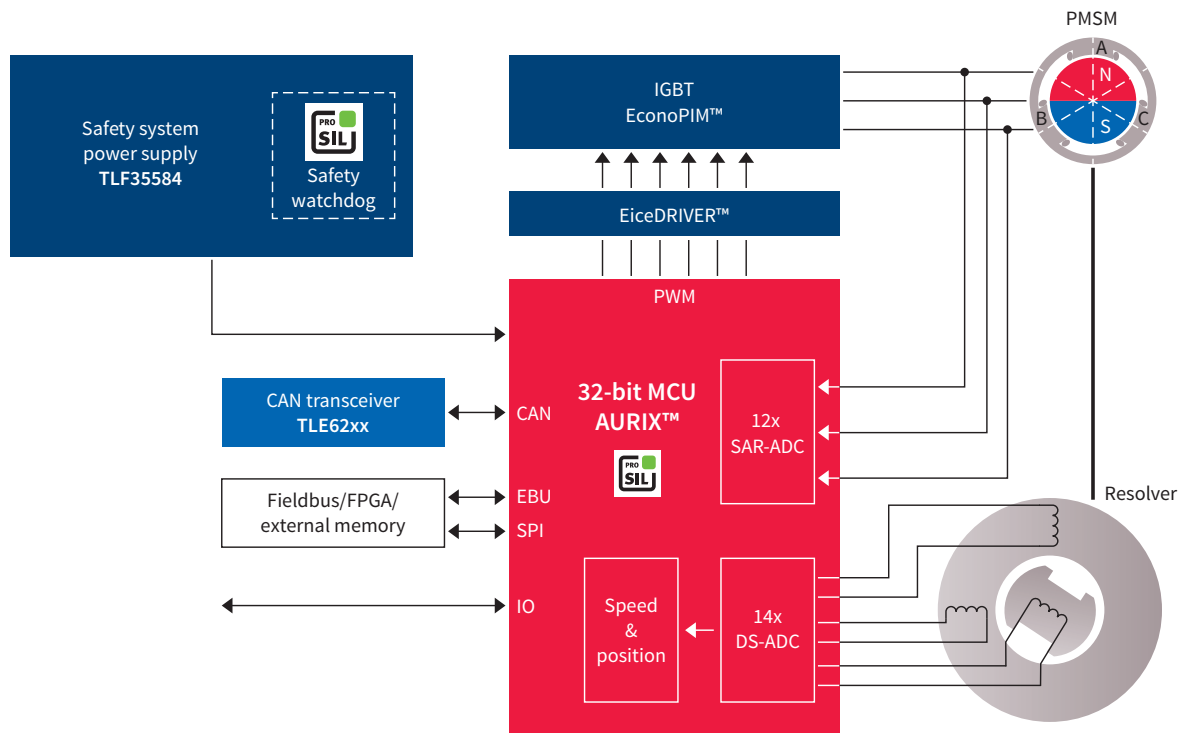 PMSM
A
N
B
S
C
Safety system
power supply
TLF35584
PRO
SIL
Safety
watchdog
IGBT
EconoPIM™
EiceDRIVER™
PWM
32-bit MCU
AURIX™
PRO
SIL
12x
SAR-ADC
CAN transceiver
TLE62xx
CAN
Fieldbus/FPGA/
external memory
EBU
SPI
IO
Speed
&
position
14x
DS-ADC
Resolver